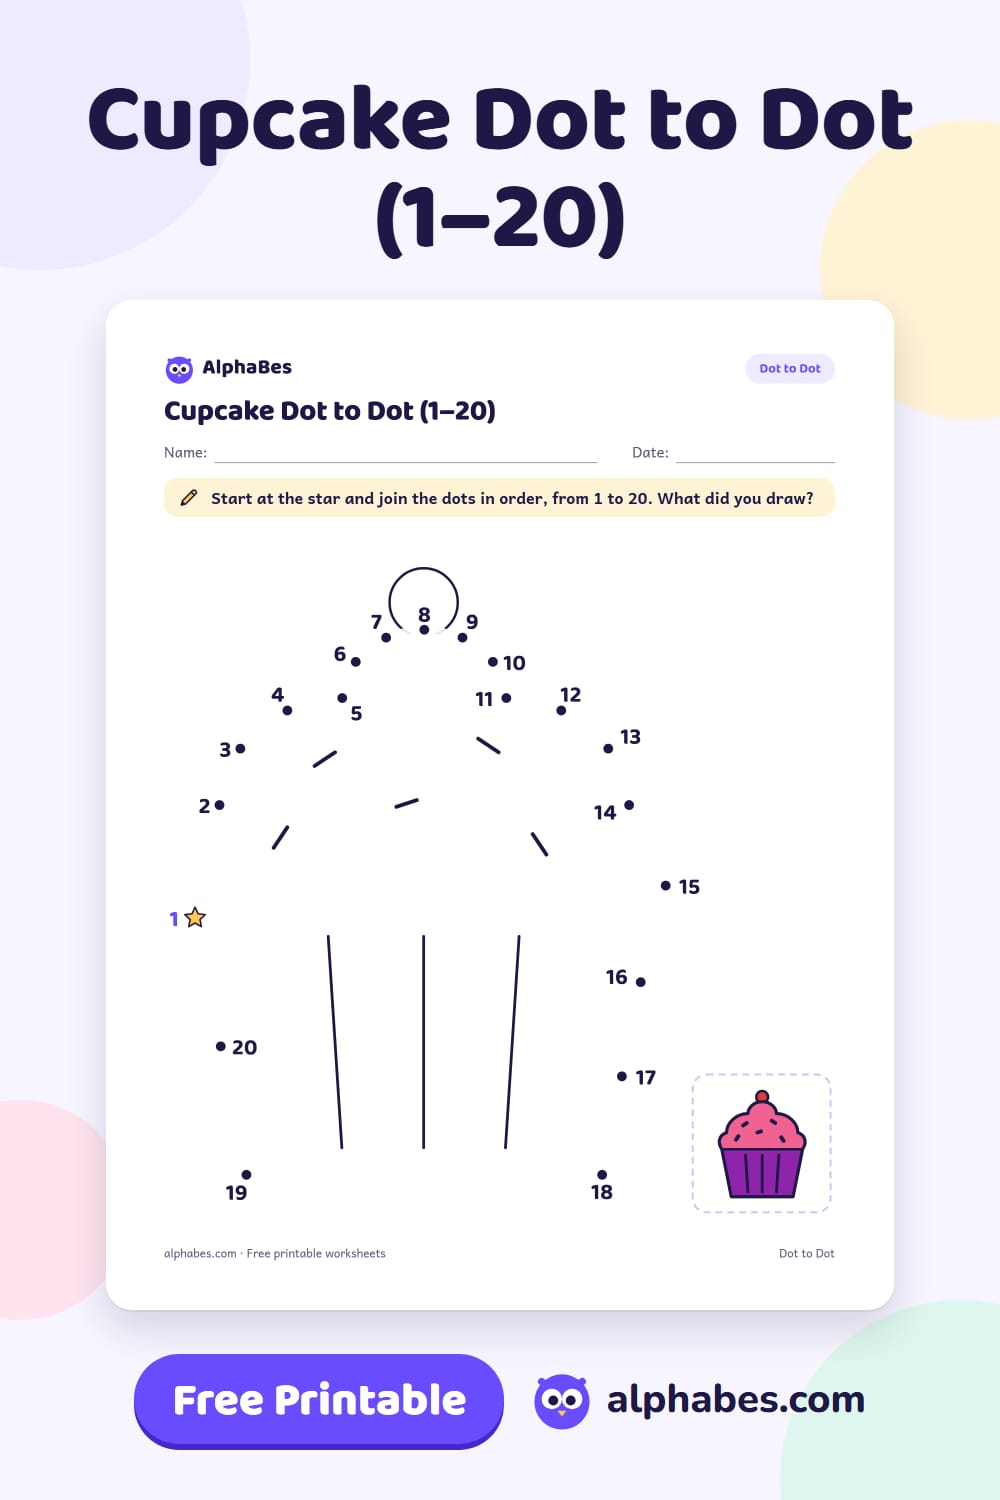 Cupcake Dot to Dot
(1–20)
AlphaBes
Dot to Dot
Cupcake Dot to Dot (1–20)
Name:
Date:
Start at the star and join the dots in order, from 1 to 20. What did you draw?
7
8
9
6
10
4
5
11
12
3
13
2
14
15
1
16
20
17
19
18
alphabes.com · Free printable worksheets
Dot to Dot
Free Printable
alphabes.com